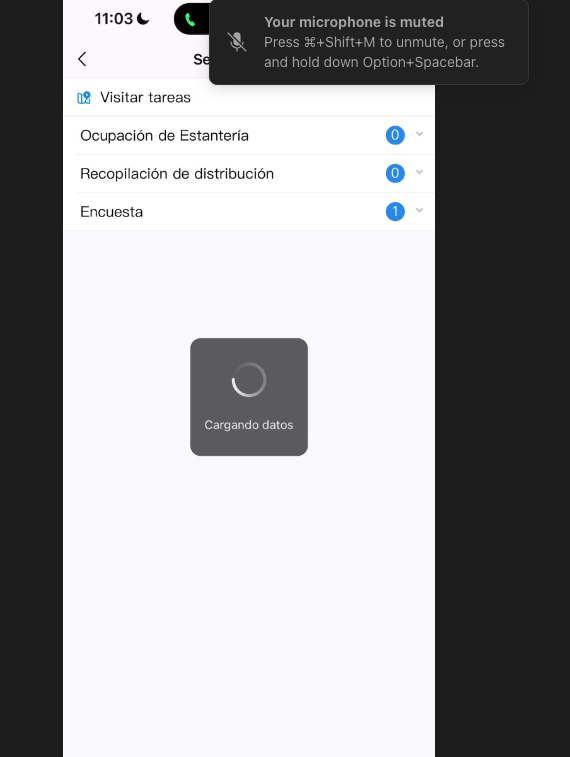 11:03
Your microphone is muted
Press ⌘+Shift+M to unmute, or press
and hold down Option+Spacebar.
Se
Visitar tareas
Ocupación de Estantería 0
Recopilación de distribución 0
Encuesta 1
Cargando datos